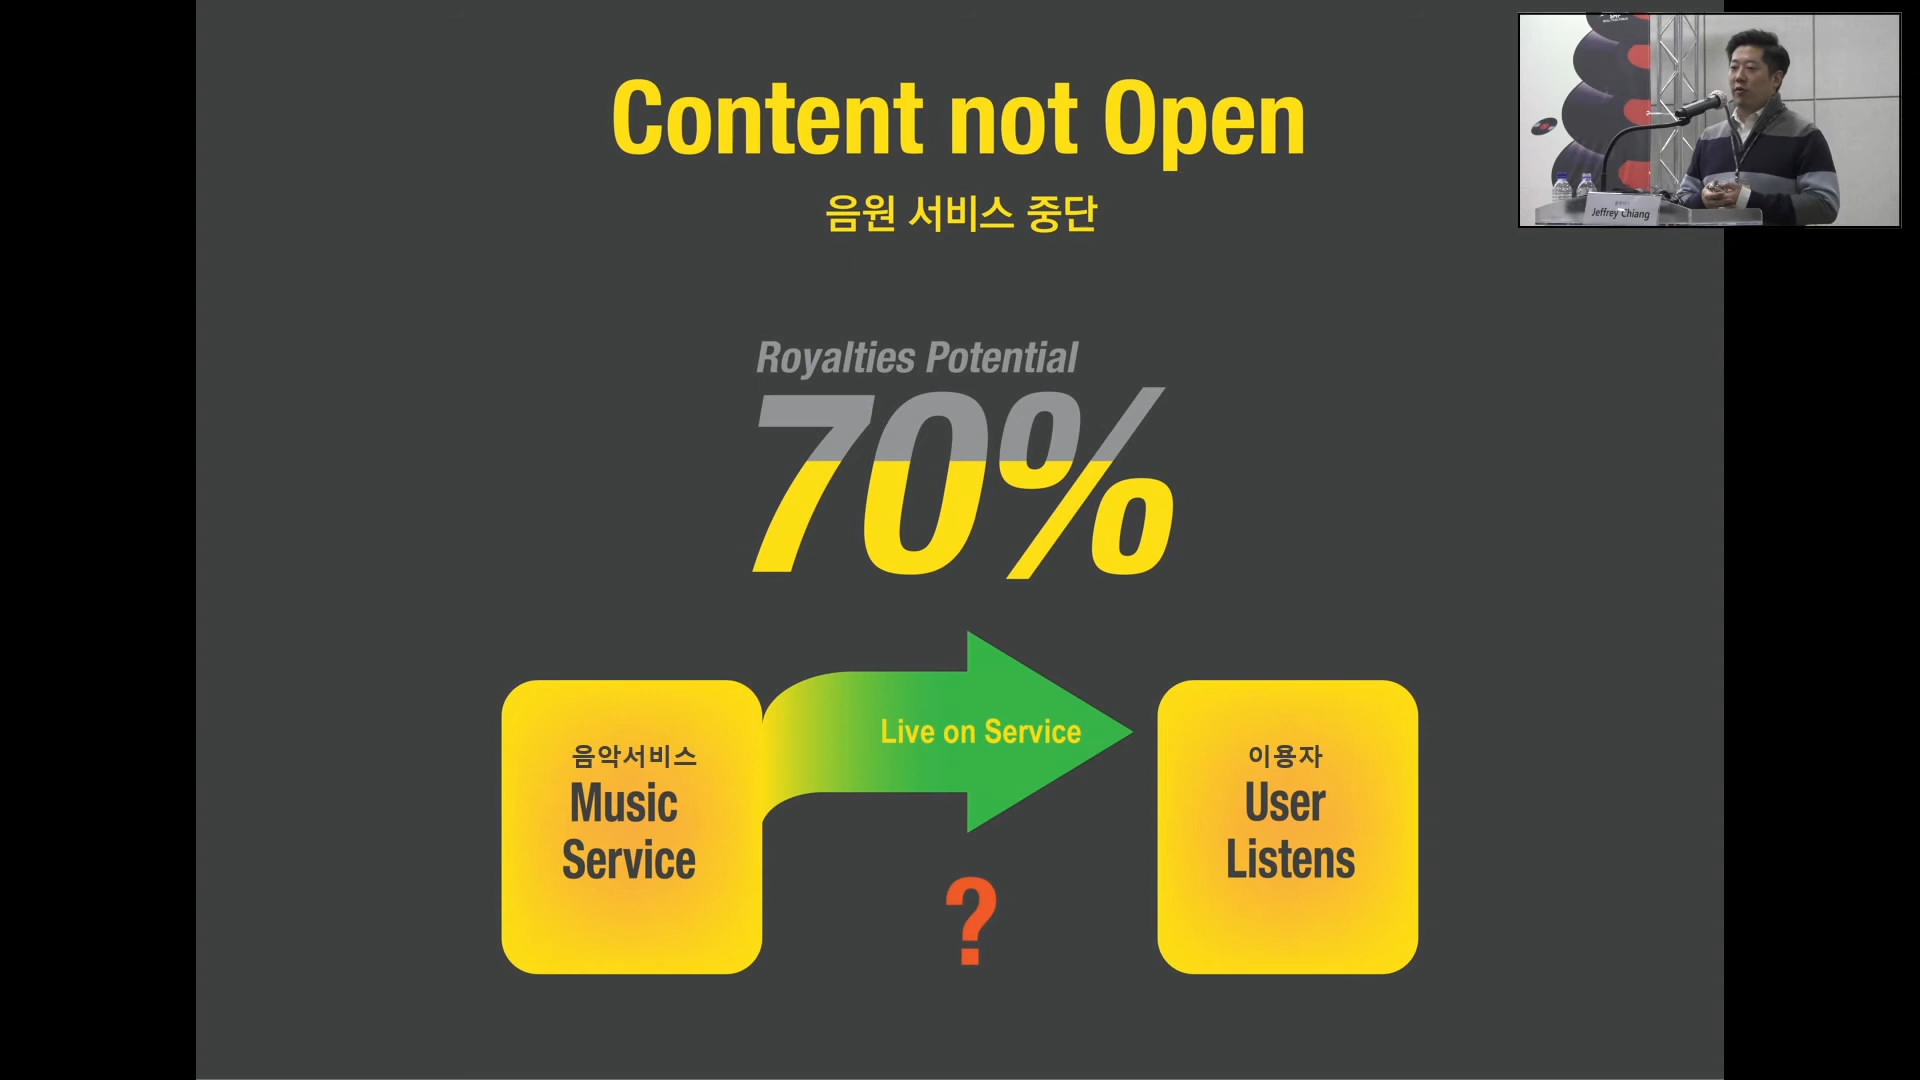 Content not Open
음원 서비스 중단
Royalties Potential
70%
Live on Service
음악서비스
Music
Service
이용자
User
Listens
?
Jeffrey Chiang